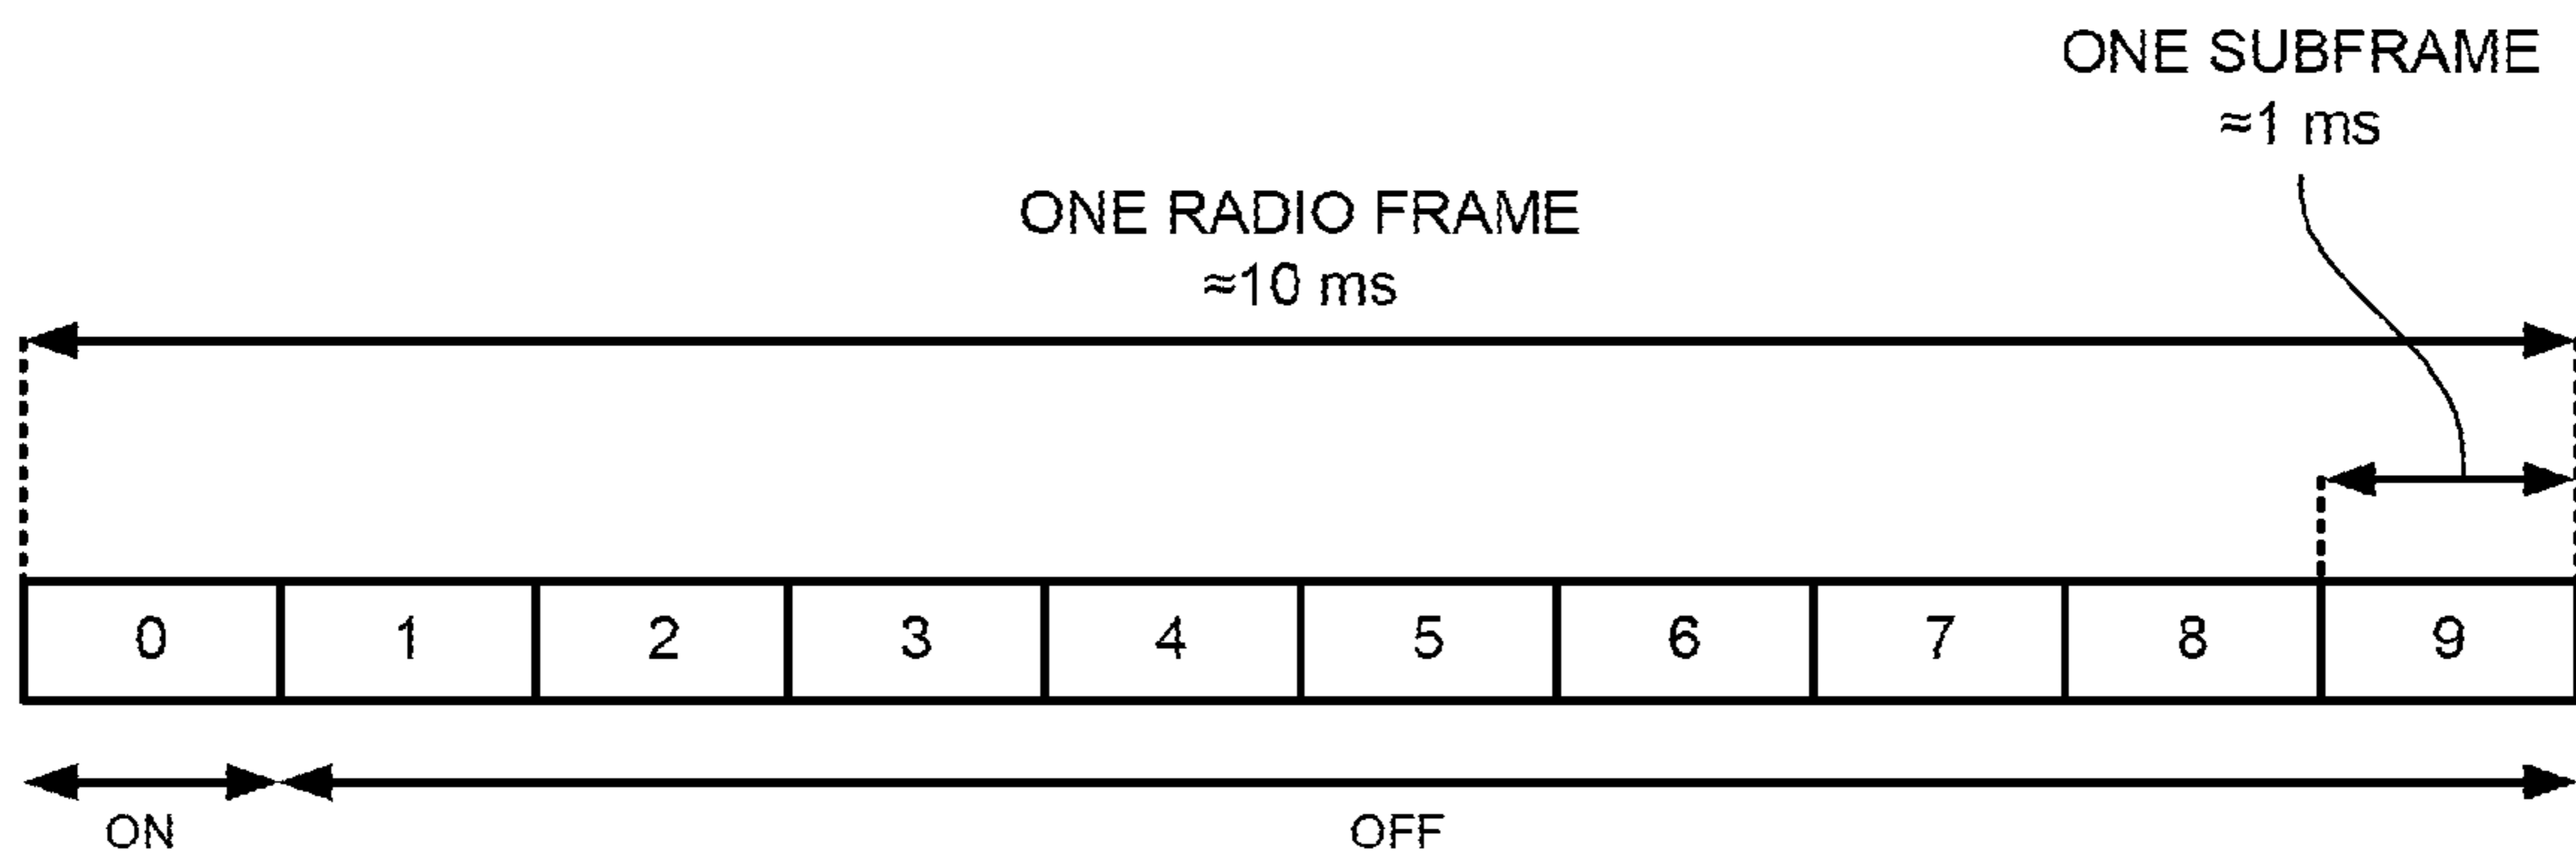 ONE SUBFRAME
≈1 ms
ONE RADIO FRAME
≈10 ms
0 1 2 3 4 5 6 7 8 9
ON OFF